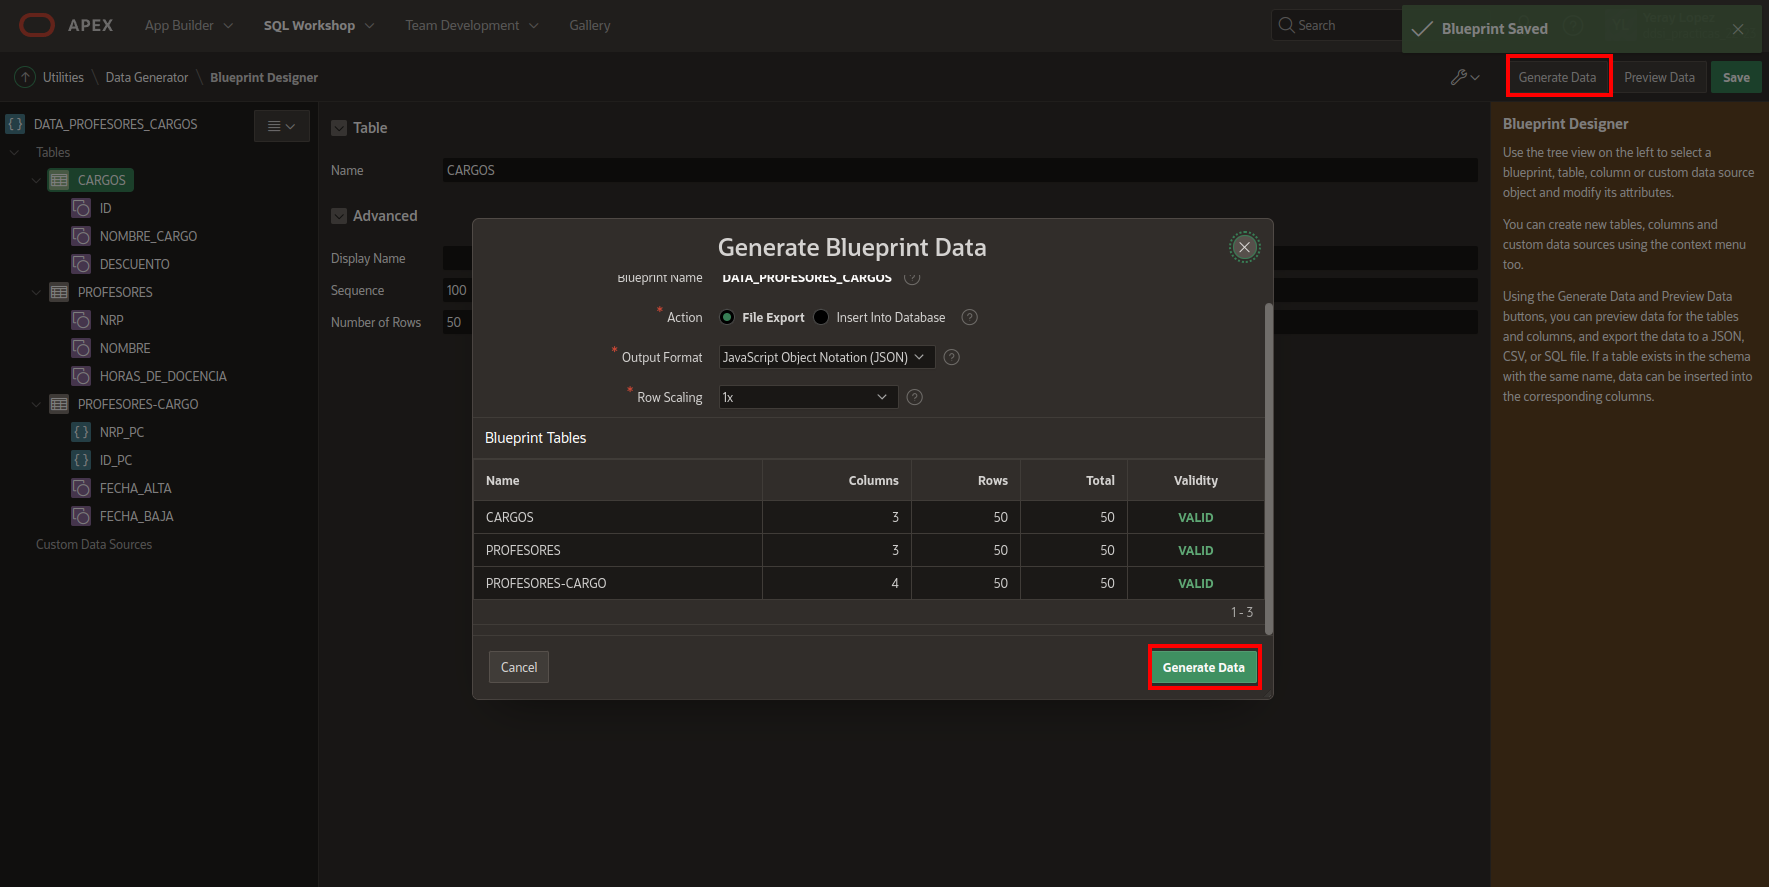 APEX
App Builder
SQL Workshop
Team Development
Gallery
Search
Blueprint Saved
Utilities \ Data Generator \ Blueprint Designer
Generate Data
Preview Data
Save
DATA_PROFESORES_CARGOS
Tables
CARGOS
ID
NOMBRE_CARGO
DESCUENTO
PROFESORES
NRP
NOMBRE
HORAS_DE_DOCENCIA
PROFESORES-CARGO
NRP_PC
ID_PC
FECHA_ALTA
FECHA_BAJA
Custom Data Sources
Table
Name CARGOS
Advanced
Display Name
Sequence 100
Number of Rows 50
Generate Blueprint Data
Blueprint Name DATA_PROFESORES_CARGOS ?
* Action File Export Insert Into Database ?
* Output Format JavaScript Object Notation (JSON) ?
* Row Scaling 1x ?
Blueprint Tables
Name Columns Rows Total Validity
CARGOS 3 50 50 VALID
PROFESORES 3 50 50 VALID
PROFESORES-CARGO 4 50 50 VALID
1 - 3
Cancel
Generate Data
Blueprint Designer
Use the tree view on the left to select a
blueprint, table, column or custom data source
object and modify its attributes.
You can create new tables, columns and
custom data sources using the context menu
too.
Using the Generate Data and Preview Data
buttons, you can preview data for the tables
and columns, and export the data to a JSON,
CSV, or SQL file. If a table exists in the schema
with the same name, data can be inserted into
the corresponding columns.